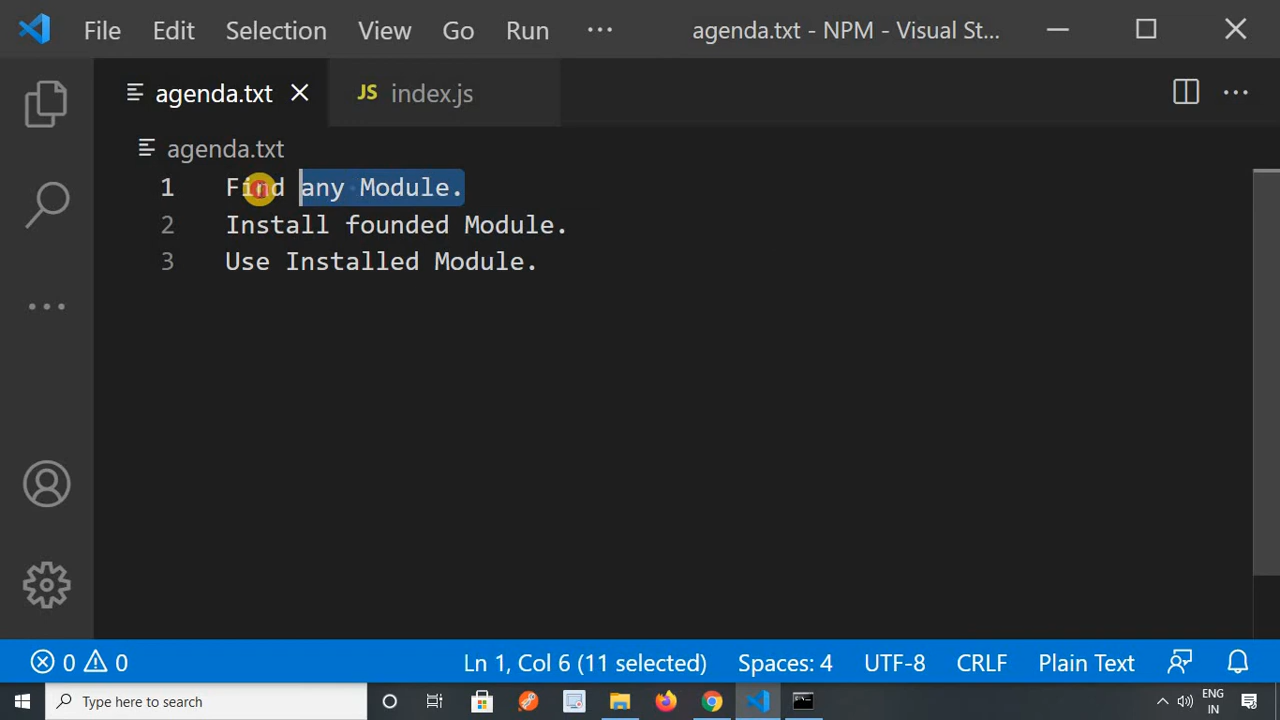 File Edit Selection View Go Run ··· agenda.txt - NPM - Visual St...
agenda.txt JS index.js
agenda.txt
1 Find any Module.
2 Install founded Module.
3 Use Installed Module.
0 0 Ln 1, Col 6 (11 selected) Spaces: 4 UTF-8 CRLF Plain Text
Type here to search ENG
IN